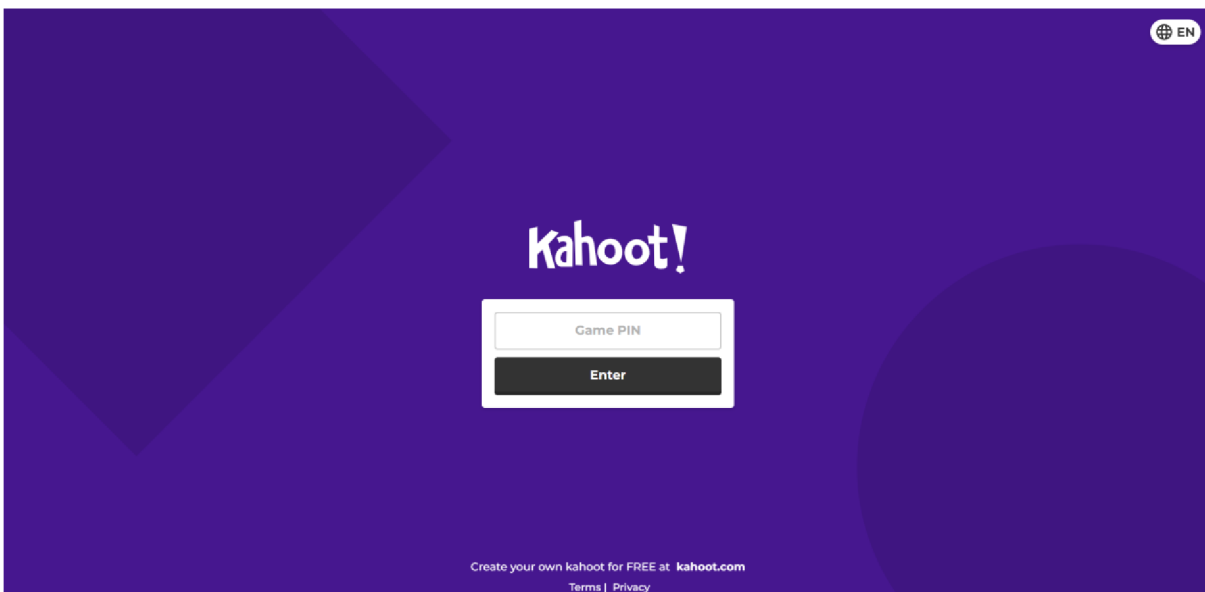 EN
Kahoot!
Game PIN
Enter
Create your own kahoot for FREE at kahoot.com
Terms | Privacy